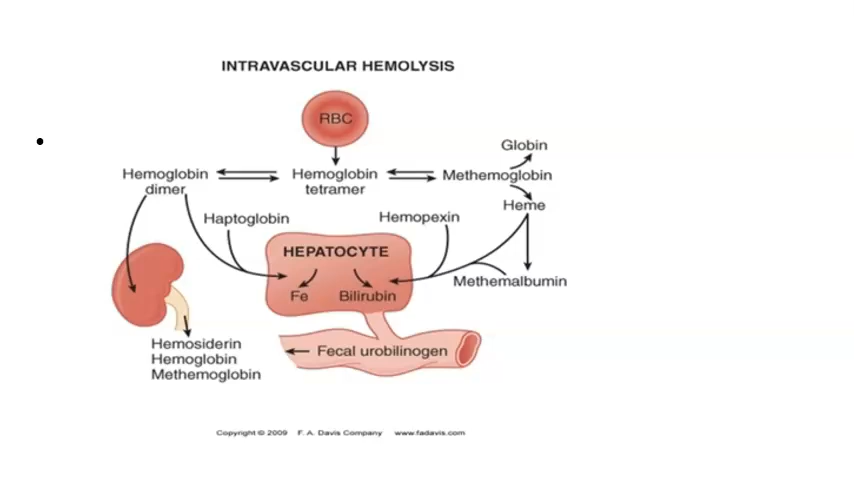 INTRAVASCULAR HEMOLYSIS
RBC
Globin
Hemoglobin
dimer
Hemoglobin
tetramer
Methemoglobin
Heme
Haptoglobin
Hemopexin
HEPATOCYTE
Fe
Bilirubin
Methemalbumin
Hemosiderin
Hemoglobin
Methemoglobin
Fecal urobilinogen
Copyright © 2009 F. A. Davis Company www.fadavis.com